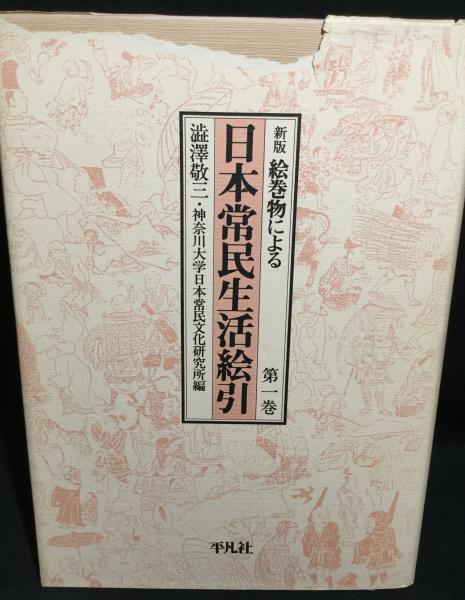 新版 絵巻物による
日本常民生活絵引
第一巻
澁澤敬三・神奈川大学日本常民文化研究所編
平凡社